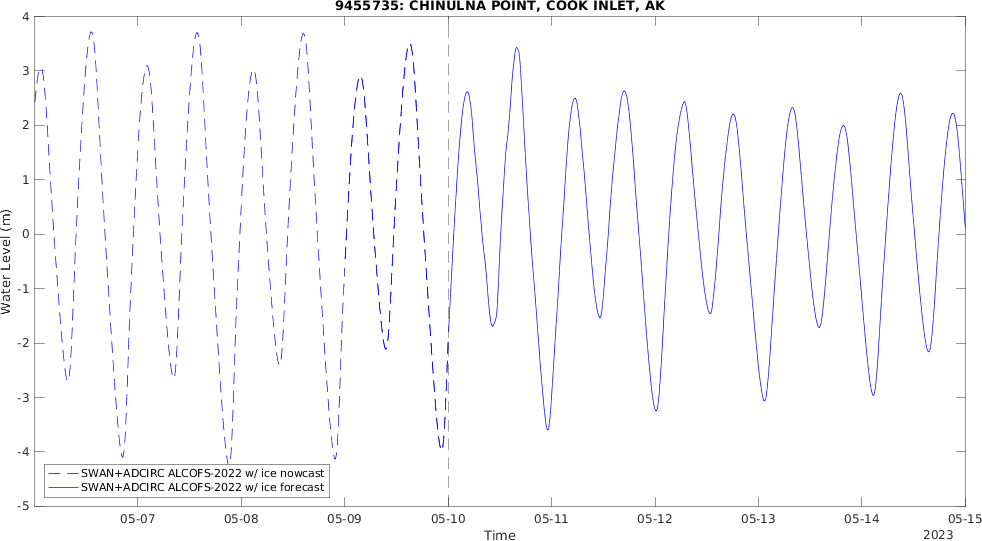 9455735: CHINULNA POINT, COOK INLET, AK
Water Level (m)
4
3
2
1
0
-1
-2
-3
-4
-5
SWAN+ADCIRC ALCOFS-2022 w/ ice nowcast
SWAN+ADCIRC ALCOFS-2022 w/ ice forecast
05-07 05-08 05-09 05-10 05-11 05-12 05-13 05-14 05-15
Time
2023